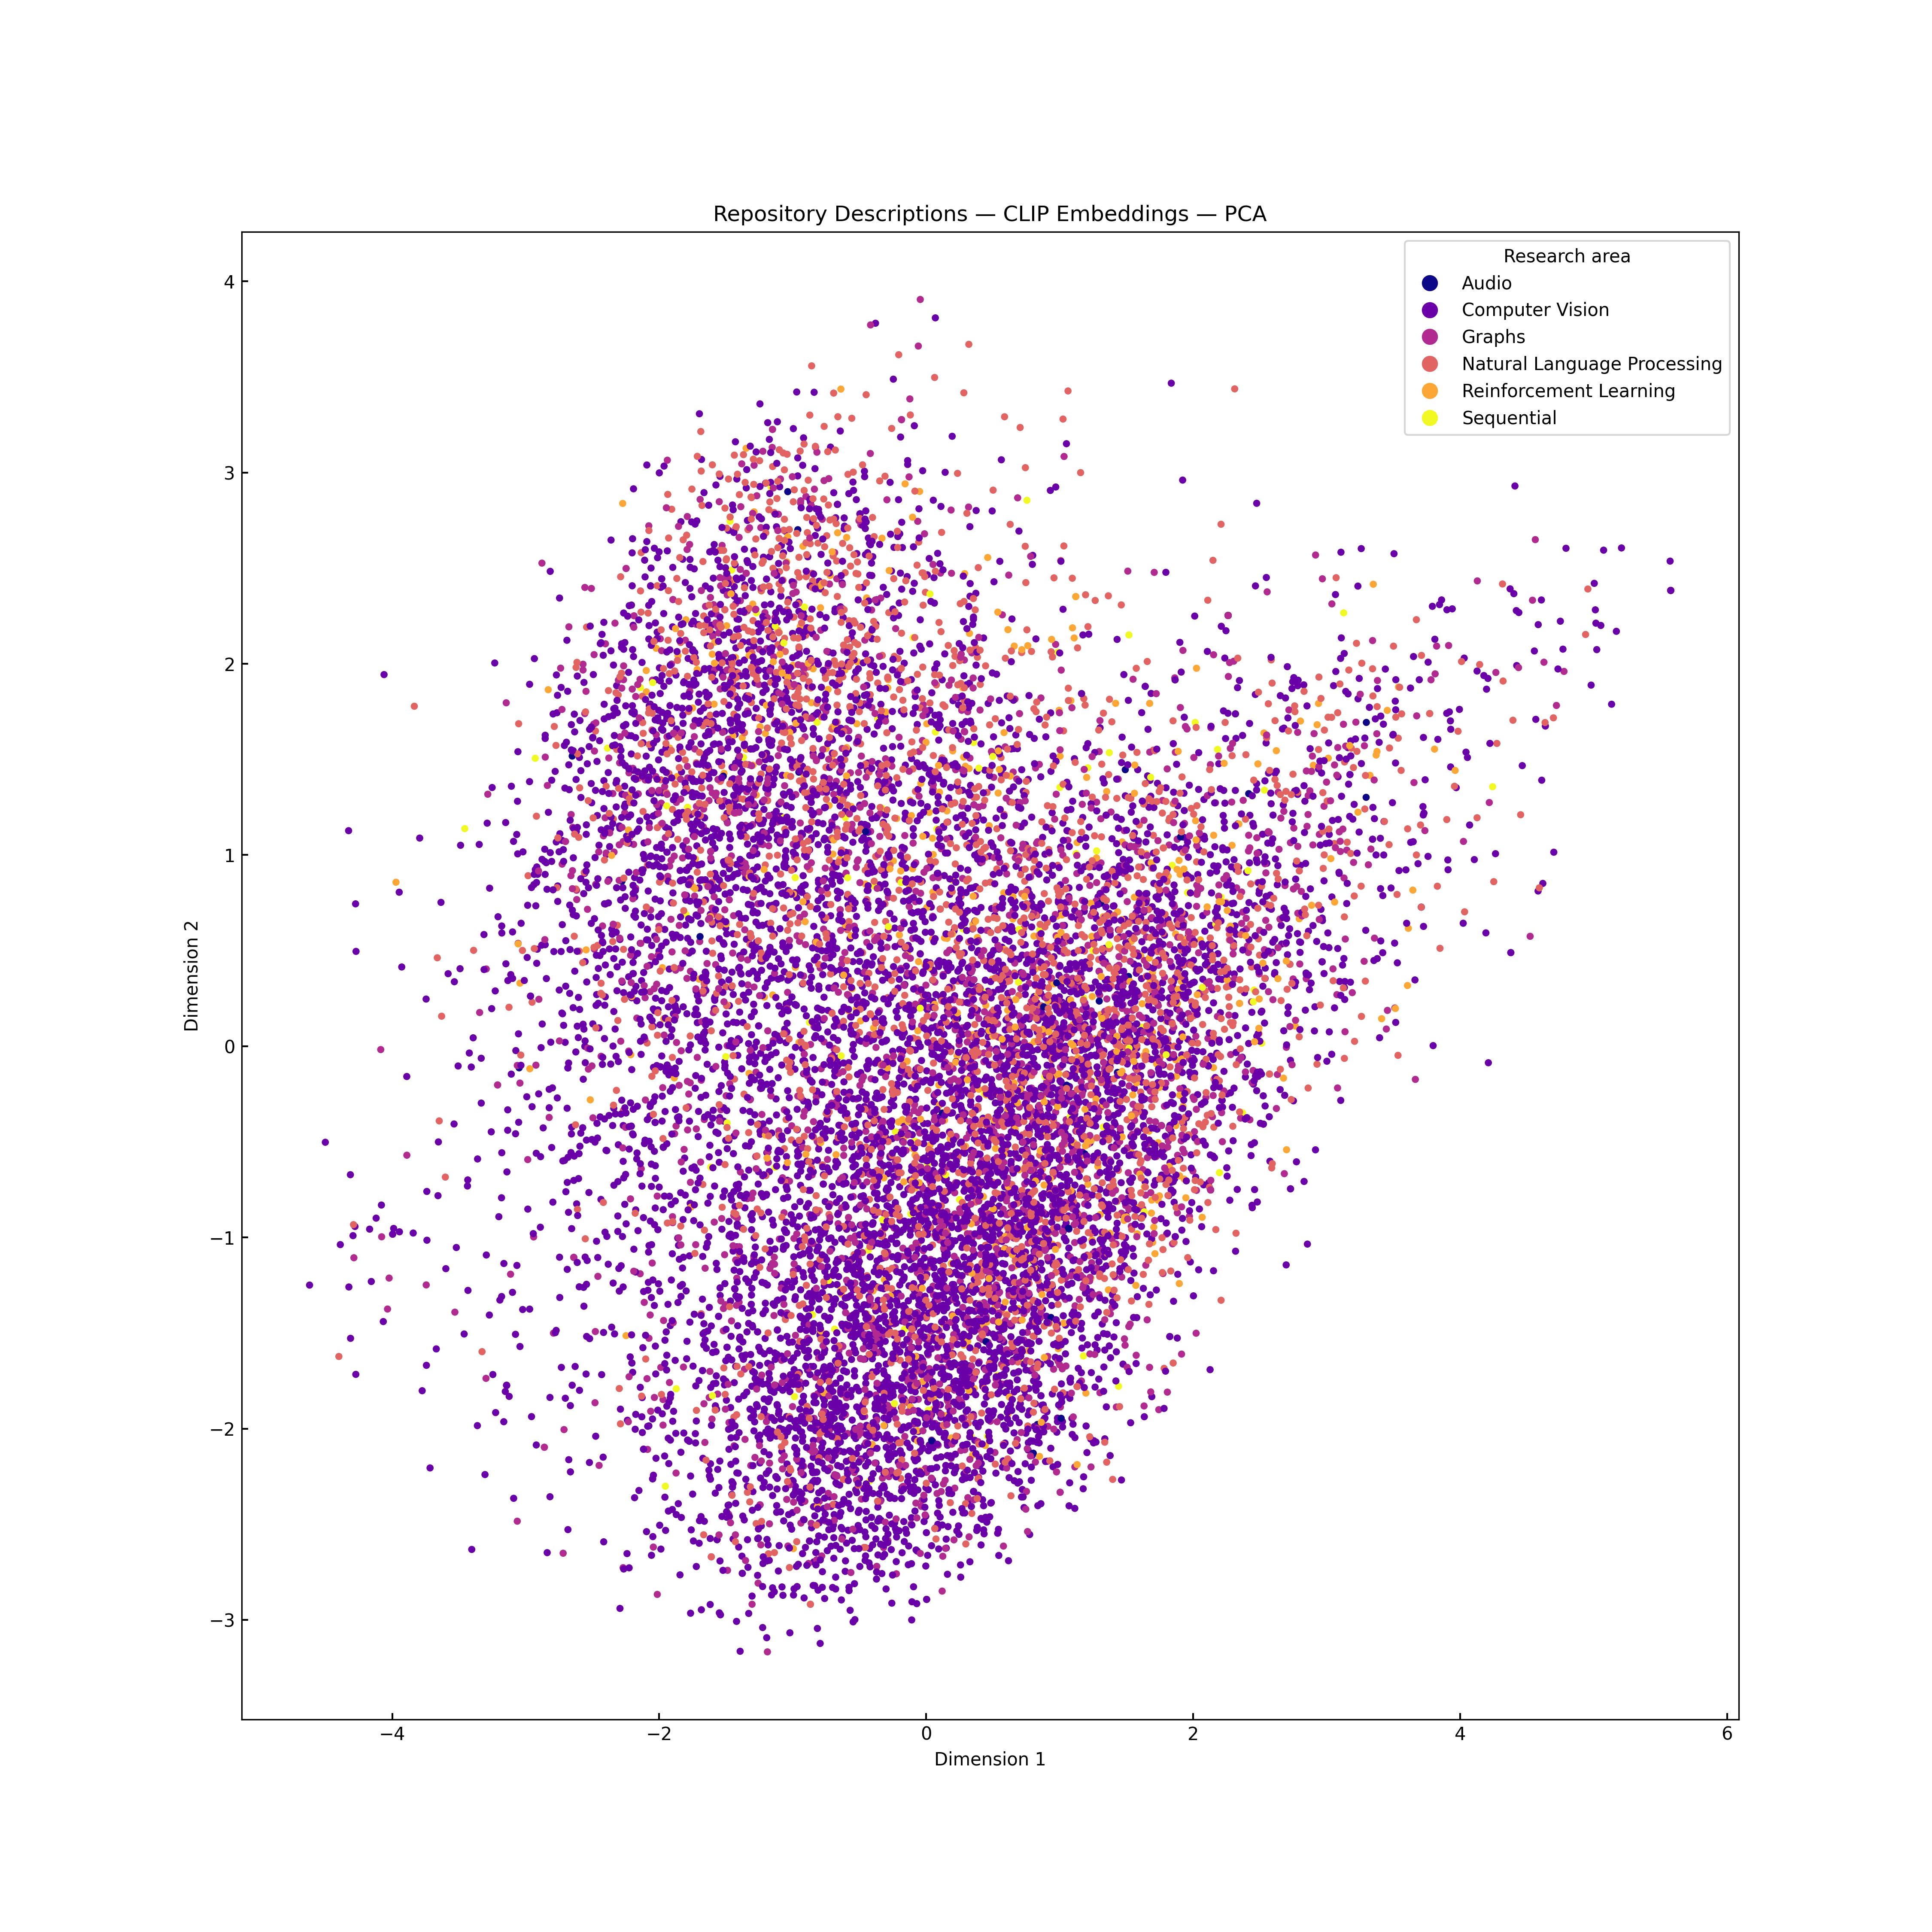 Repository Descriptions — CLIP Embeddings — PCA
Research area
Audio
Computer Vision
Graphs
Natural Language Processing
Reinforcement Learning
Sequential
4
3
2
1
0
−1
−2
−3
Dimension 2
−4
−2
0
2
4
6
Dimension 1